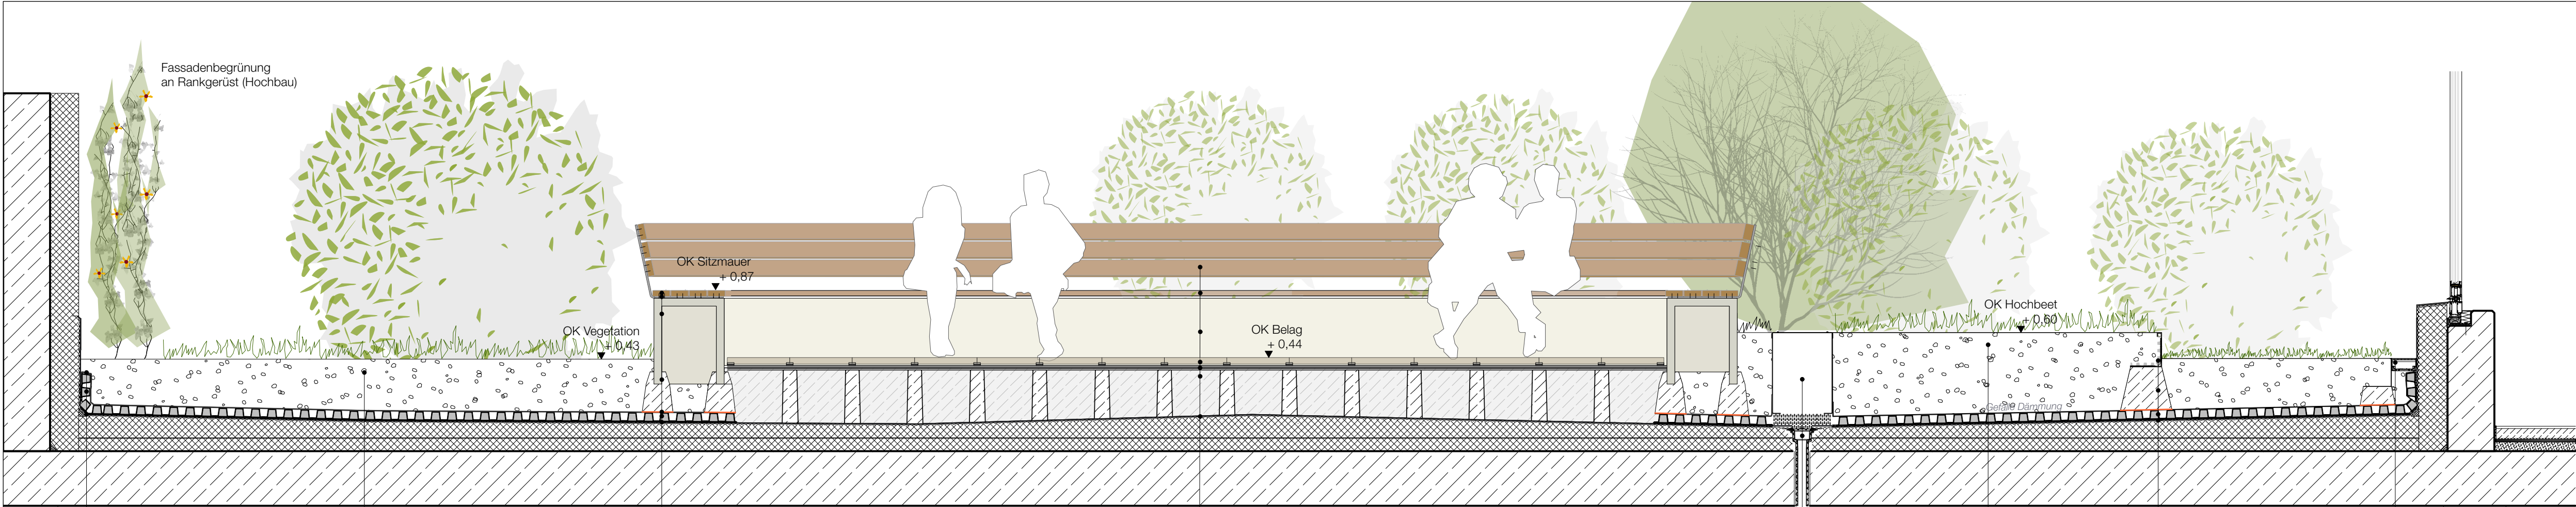 Fassadenbegrünung
an Rankgerüst (Hochbau)
OK Sitzmauer
+ 0,87
OK Vegetation
+ 0,43
OK Belag
+ 0,44
OK Hochbeet
+ 0,60
Gefälle Dämmung